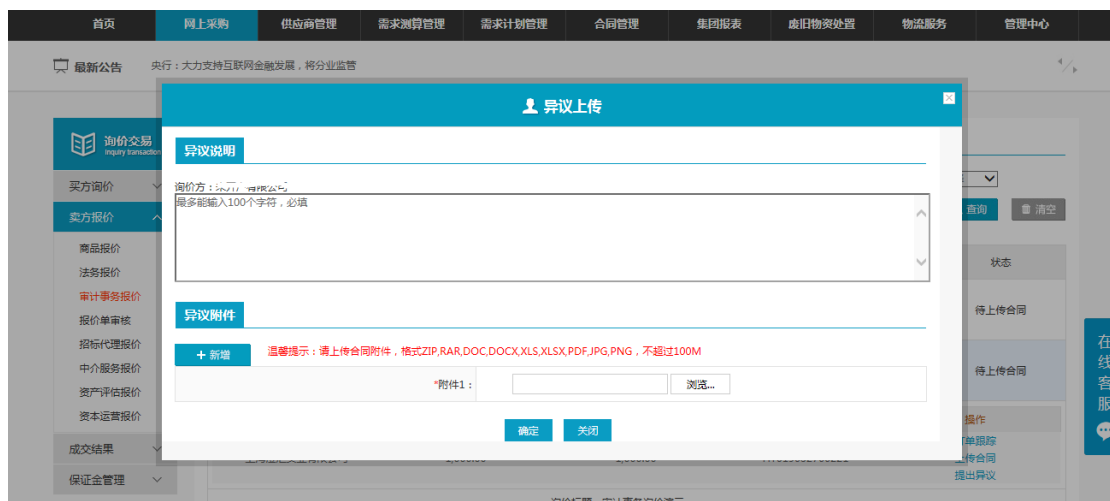 首页 网上采购 供应商管理 需求测算管理 需求计划管理 合同管理 集团报表 废旧物资处置 物流服务 管理中心
最新公告 央行：大力支持互联网金融发展，将分业监管
异议上传
询价交易
Inquiry transaction
异议说明
买方询价
询价方： 有限公司
最多能输入100个字符，必填
卖方报价
查询 清空
商品报价
法务报价
状态
审计事务报价
报价单审核
异议附件
待上传合同
招标代理报价
新增 温馨提示：请上传合同附件，格式ZIP,RAR,DOC,DOCX,XLS,XLSX,PDF,JPG,PNG，不超过100M
中介服务报价
待上传合同
*附件1： 浏览...
资产评估报价
资本运营报价
确定 关闭
操作
成交结果
单跟踪
上传合同
提出异议
保证金管理
在线客服